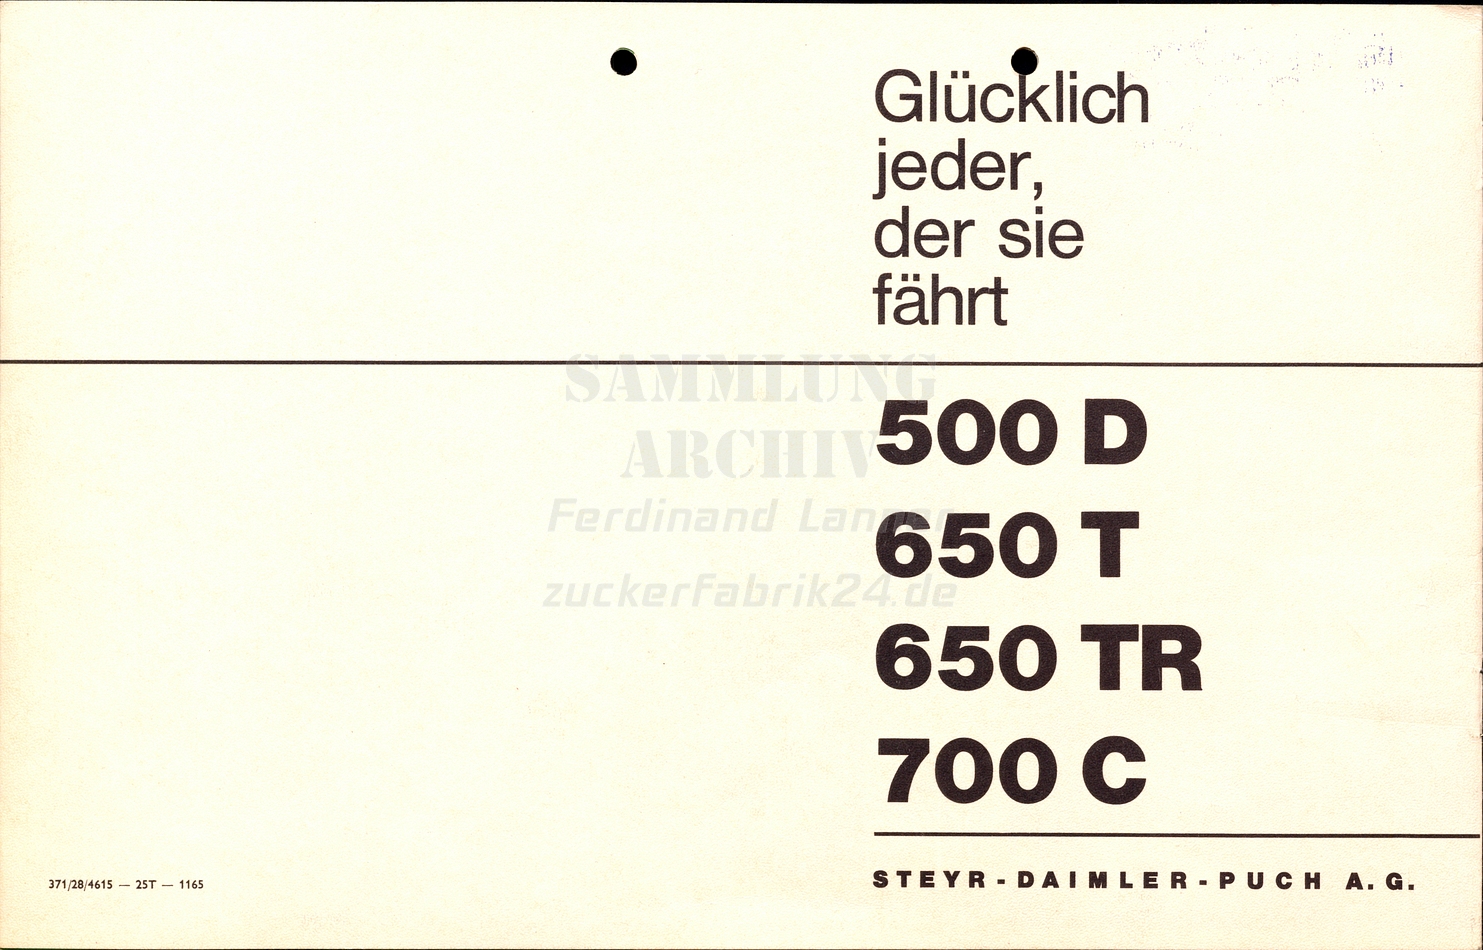 Glücklich
jeder,
der sie
fährt
SAMMLUNG
ARCHIV
Ferdinand Lanner
zuckerfabrik24.de
500 D
650 T
650 TR
700 C
371/28/4615 — 25T — 1165
STEYR-DAIMLER-PUCH A.G.